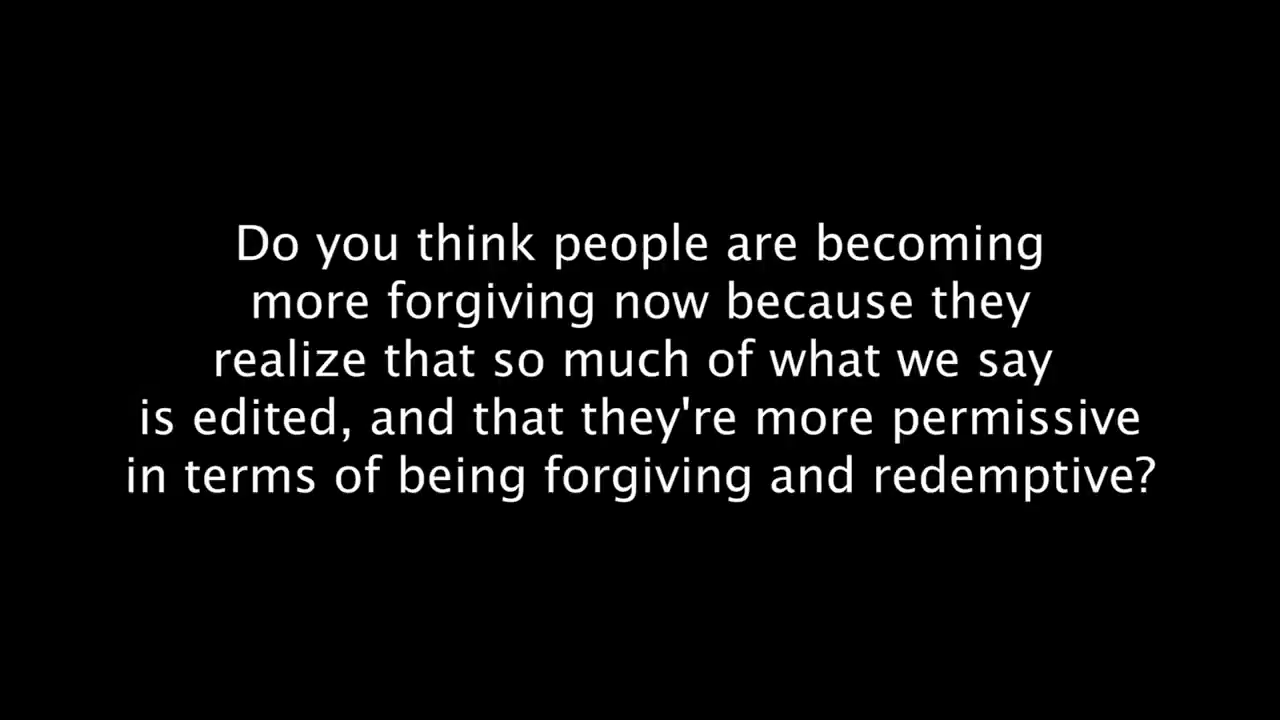 Do you think people are becoming
more forgiving now because they
realize that so much of what we say
is edited, and that they're more permissive
in terms of being forgiving and redemptive?